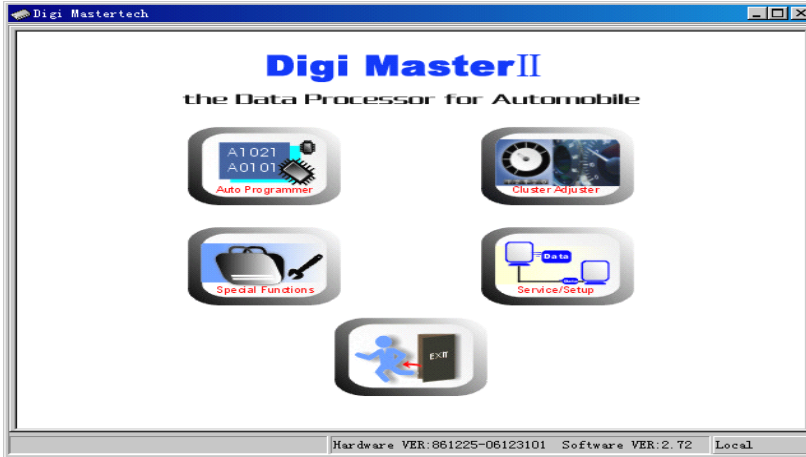 Digi Mastertech
Digi MasterII
the Data Processor for Automobile
A1021
A0101
Auto Programmer
Cluster Adjuster
Special Functions
Data
Service/Setup
EXIT
Hardware VER:861225-06123101 Software VER:2.72 Local